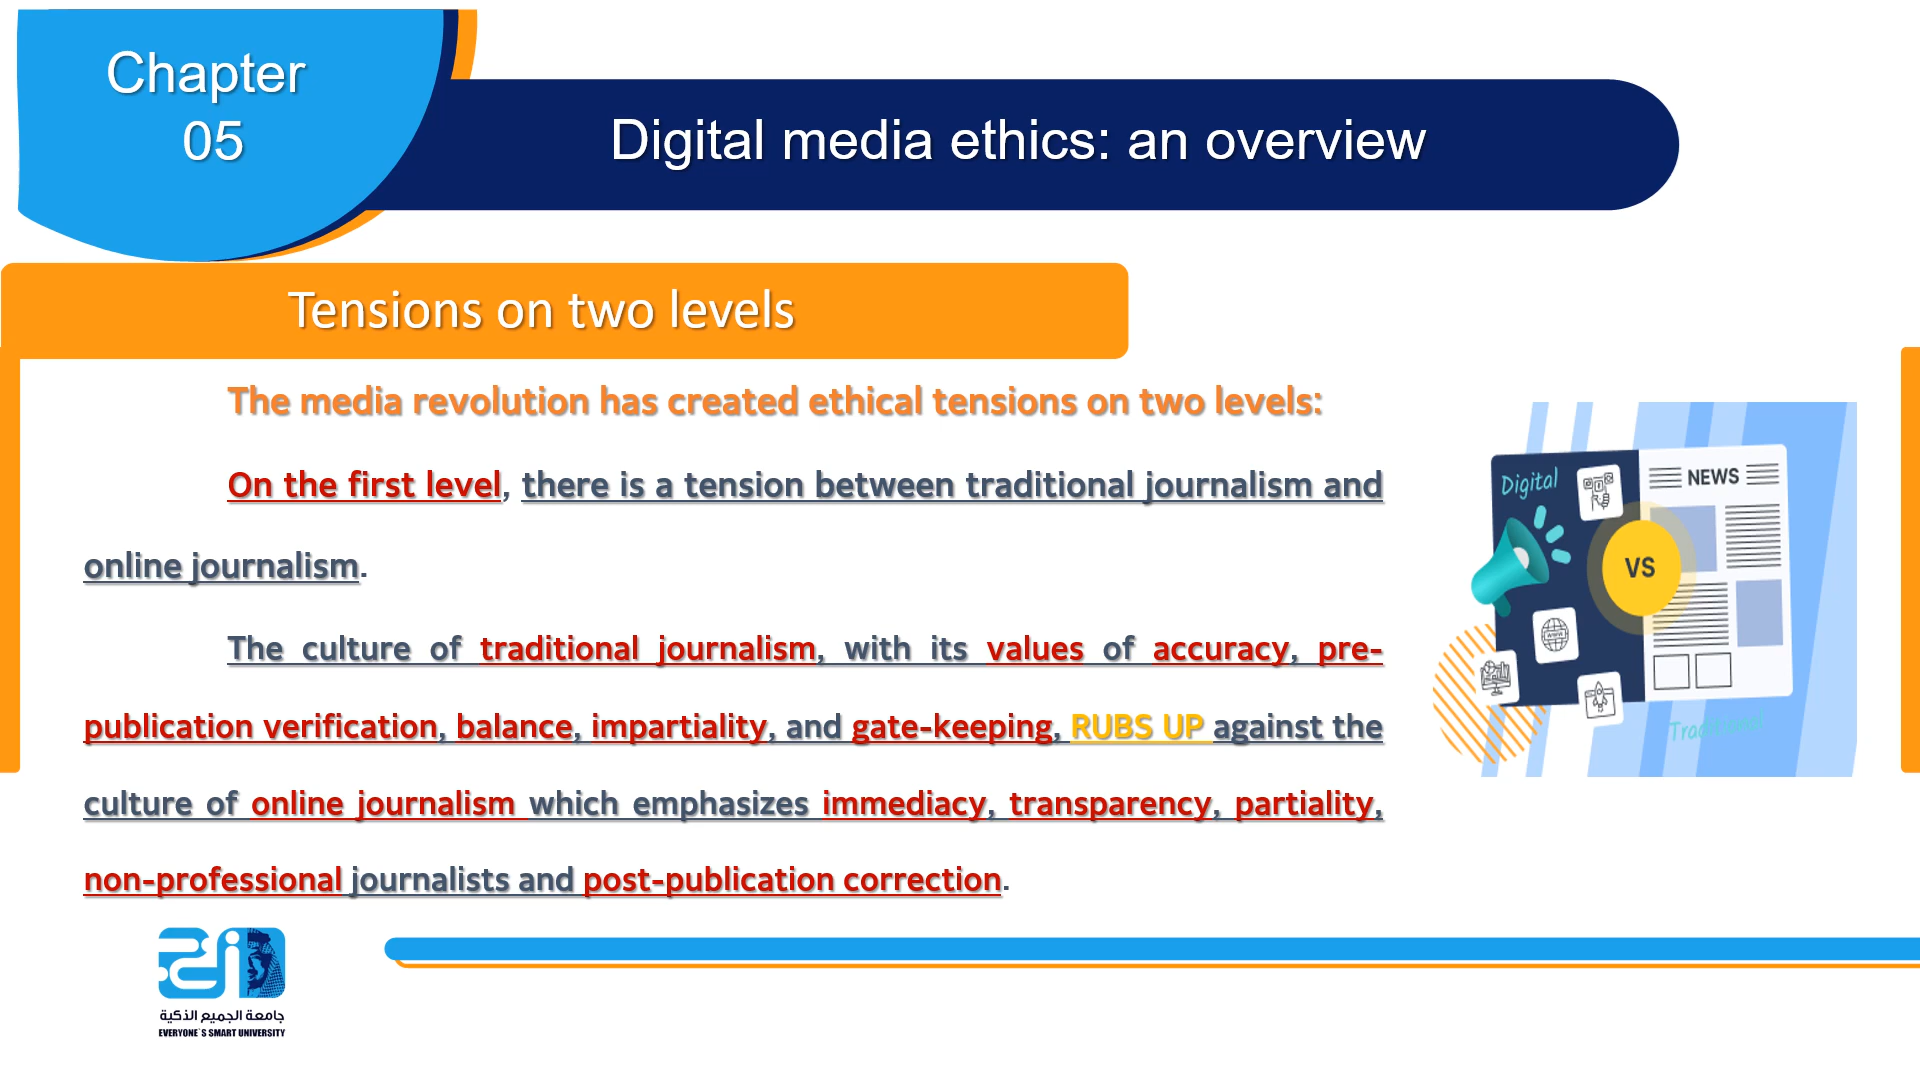 Chapter
05
Digital media ethics: an overview
Tensions on two levels
The media revolution has created ethical tensions on two levels:
On the first level, there is a tension between traditional journalism and
online journalism.
The culture of traditional journalism, with its values of accuracy, pre-
publication verification, balance, impartiality, and gate-keeping, RUBS UP against the
culture of online journalism which emphasizes immediacy, transparency, partiality,
non-professional journalists and post-publication correction.
Digital
NEWS
VS
www
Traditional
جامعة الجميع الذكية
EVERYONE`S SMART UNIVERSITY